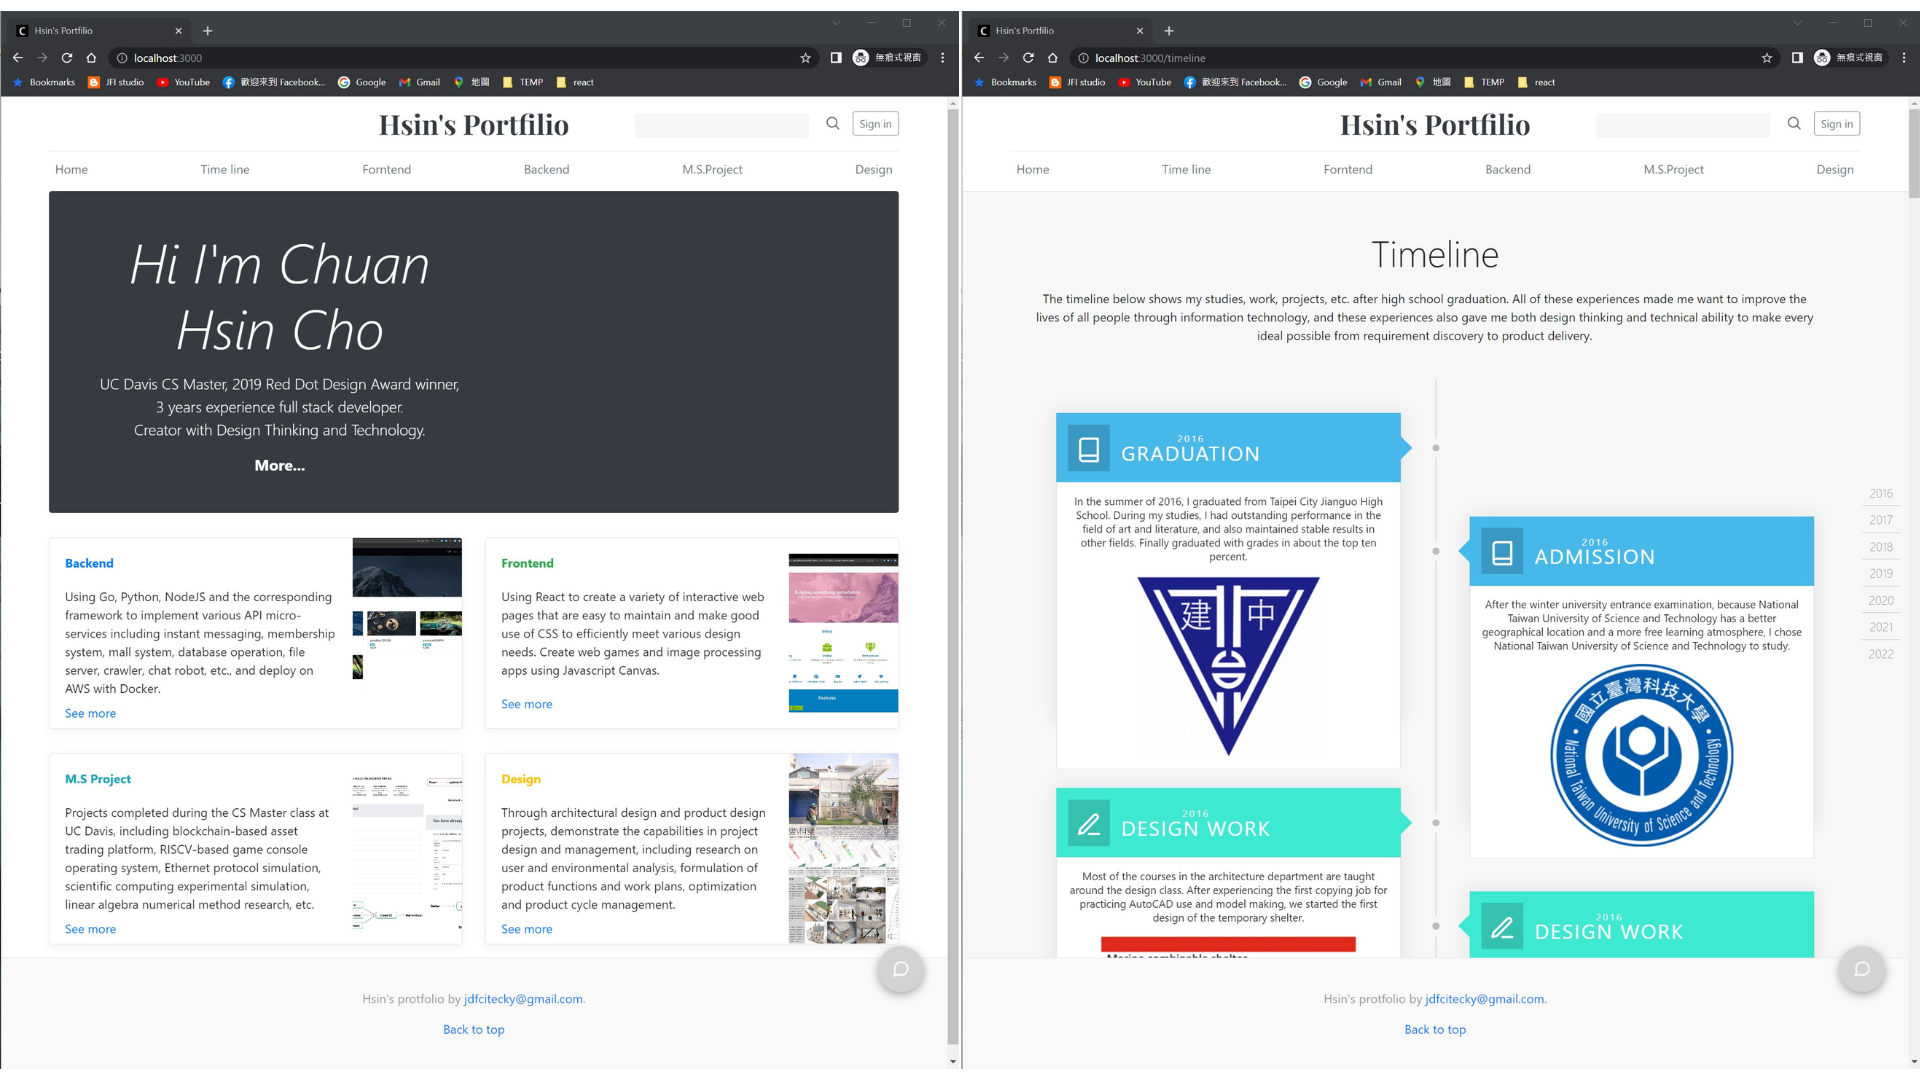 Hsin's Portfilio
localhost:3000
無痕式視窗
Bookmarks JFI studio YouTube 歡迎來到 Facebook... Google Gmail 地圖 TEMP react
Hsin's Portfilio
Sign in
Home Time line Forntend Backend M.S.Project Design
Hi I'm Chuan
Hsin Cho
UC Davis CS Master, 2019 Red Dot Design Award winner,
3 years experience full stack developer.
Creator with Design Thinking and Technology.
More...
Backend
Using Go, Python, NodeJS and the corresponding
framework to implement various API micro-
services including instant messaging, membership
system, mall system, database operation, file
server, crawler, chat robot, etc., and deploy on
AWS with Docker.
See more
Frontend
Using React to create a variety of interactive web
pages that are easy to maintain and make good
use of CSS to efficiently meet various design
needs. Create web games and image processing
apps using Javascript Canvas.
See more
Features
M.S Project
Projects completed during the CS Master class at
UC Davis, including blockchain-based asset
trading platform, RISCV-based game console
operating system, Ethernet protocol simulation,
scientific computing experimental simulation,
linear algebra numerical method research, etc.
See more
Design
Through architectural design and product design
projects, demonstrate the capabilities in project
design and management, including research on
user and environmental analysis, formulation of
product functions and work plans, optimization
and product cycle management.
See more
Hsin's protfolio by jdfcitecky@gmail.com.
Back to top
Hsin's Portfilio
localhost:3000/timeline
無痕式視窗
Bookmarks JFI studio YouTube 歡迎來到 Facebook... Google Gmail 地圖 TEMP react
Hsin's Portfilio
Sign in
Home Time line Forntend Backend M.S.Project Design
Timeline
The timeline below shows my studies, work, projects, etc. after high school graduation. All of these experiences made me want to improve the
lives of all people through information technology, and these experiences also gave me both design thinking and technical ability to make every
ideal possible from requirement discovery to product delivery.
2016
GRADUATION
In the summer of 2016, I graduated from Taipei City Jianguo High
School. During my studies, I had outstanding performance in the
field of art and literature, and also maintained stable results in
other fields. Finally graduated with grades in about the top ten
percent.
建中
2016
ADMISSION
After the winter university entrance examination, because National
Taiwan University of Science and Technology has a better
geographical location and a more free learning atmosphere, I chose
National Taiwan University of Science and Technology to study.
國立臺灣科技大學
National Taiwan University of Science and Technology
2016
2017
2018
2019
2020
2021
2022
2016
DESIGN WORK
Most of the courses in the architecture department are taught
around the design class. After experiencing the first copying job for
practicing AutoCAD use and model making, we started the first
design of the temporary shelter.
2016
DESIGN WORK
Hsin's protfolio by jdfcitecky@gmail.com.
Back to top